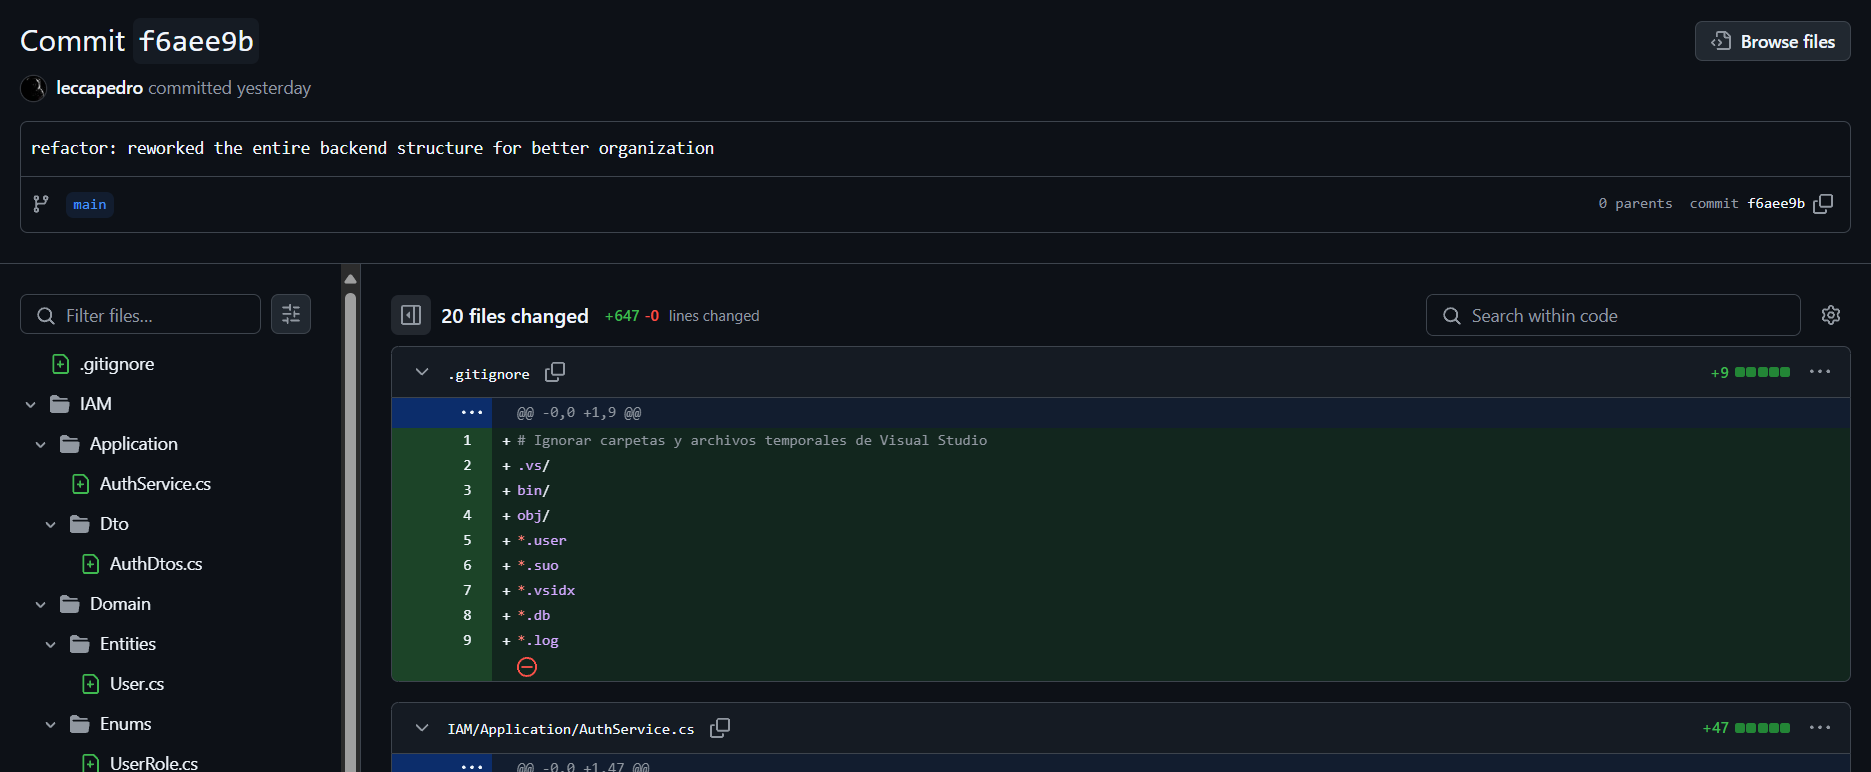 Commit f6aee9b
Browse files
leccapedro committed yesterday
refactor: reworked the entire backend structure for better organization
main
0 parents commit f6aee9b
Filter files...
.gitignore
IAM
Application
AuthService.cs
Dto
AuthDtos.cs
Domain
Entities
User.cs
Enums
UserRole.cs
20 files changed +647 -0 lines changed
Search within code
.gitignore
+9
@@ -0,0 +1,9 @@
1 + # Ignorar carpetas y archivos temporales de Visual Studio
2 + .vs/
3 + bin/
4 + obj/
5 + *.user
6 + *.suo
7 + *.vsidx
8 + *.db
9 + *.log
IAM/Application/AuthService.cs
+47
@@ -0,0 +1,47 @@